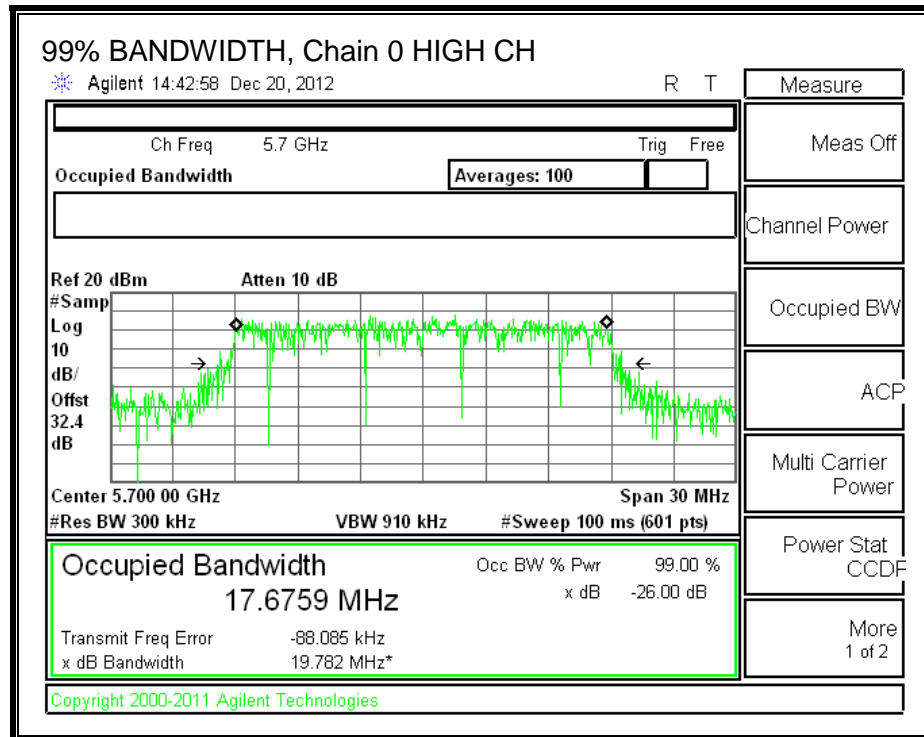 99% BANDWIDTH, Chain 0 HIGH CH
Agilent 14:42:58 Dec 20, 2012 R T
Measure
Ch Freq 5.7 GHz Trig Free
Meas Off
Occupied Bandwidth Averages: 100
Channel Power
Ref 20 dBm Atten 10 dB
#Samp
Log
10
dB/
Offst
32.4
dB
Occupied BW
ACP
Center 5.700 00 GHz Span 30 MHz
#Res BW 300 kHz VBW 910 kHz #Sweep 100 ms (601 pts)
Multi Carrier
Power
Occupied Bandwidth Occ BW % Pwr 99.00 %
17.6759 MHz x dB -26.00 dB
Power Stat
CCDF
Transmit Freq Error -88.085 kHz
x dB Bandwidth 19.782 MHz*
More
1 of 2
Copyright 2000-2011 Agilent Technologies